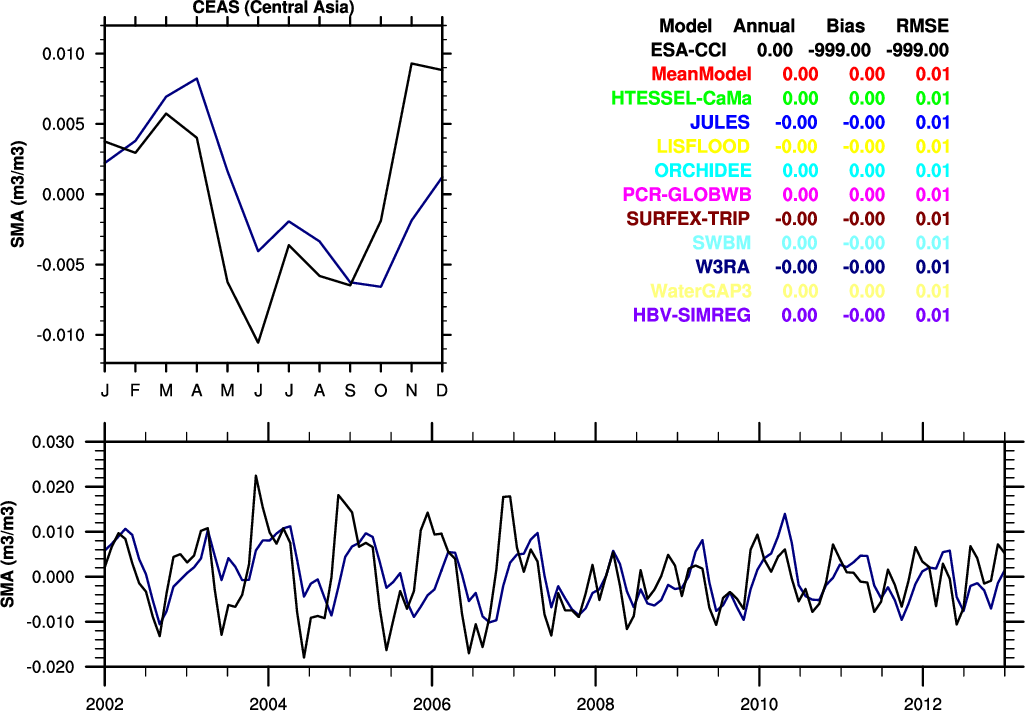 CEAS (Central Asia)
SMA (m3/m3)
0.010
0.005
0.000
-0.005
-0.010
J F M A M J J A S O N D
Model Annual Bias RMSE
ESA-CCI 0.00 -999.00 -999.00
MeanModel 0.00 0.00 0.01
HTESSEL-CaMa 0.00 0.00 0.01
JULES -0.00 -0.00 0.01
LISFLOOD -0.00 -0.00 0.01
ORCHIDEE 0.00 0.00 0.01
PCR-GLOBWB 0.00 0.00 0.01
SURFEX-TRIP -0.00 -0.00 0.01
SWBM 0.00 -0.00 0.01
W3RA -0.00 -0.00 0.01
WaterGAP3 0.00 0.00 0.01
HBV-SIMREG 0.00 -0.00 0.01
SMA (m3/m3)
0.030
0.020
0.010
0.000
-0.010
-0.020
2002 2004 2006 2008 2010 2012